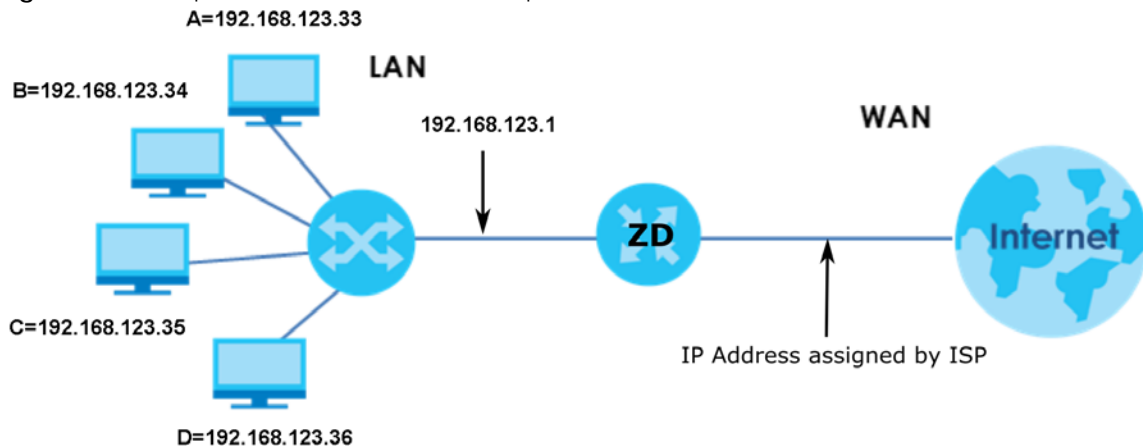 A=192.168.123.33
LAN
B=192.168.123.34
192.168.123.1
WAN
ZD
Internet
C=192.168.123.35
IP Address assigned by ISP
D=192.168.123.36